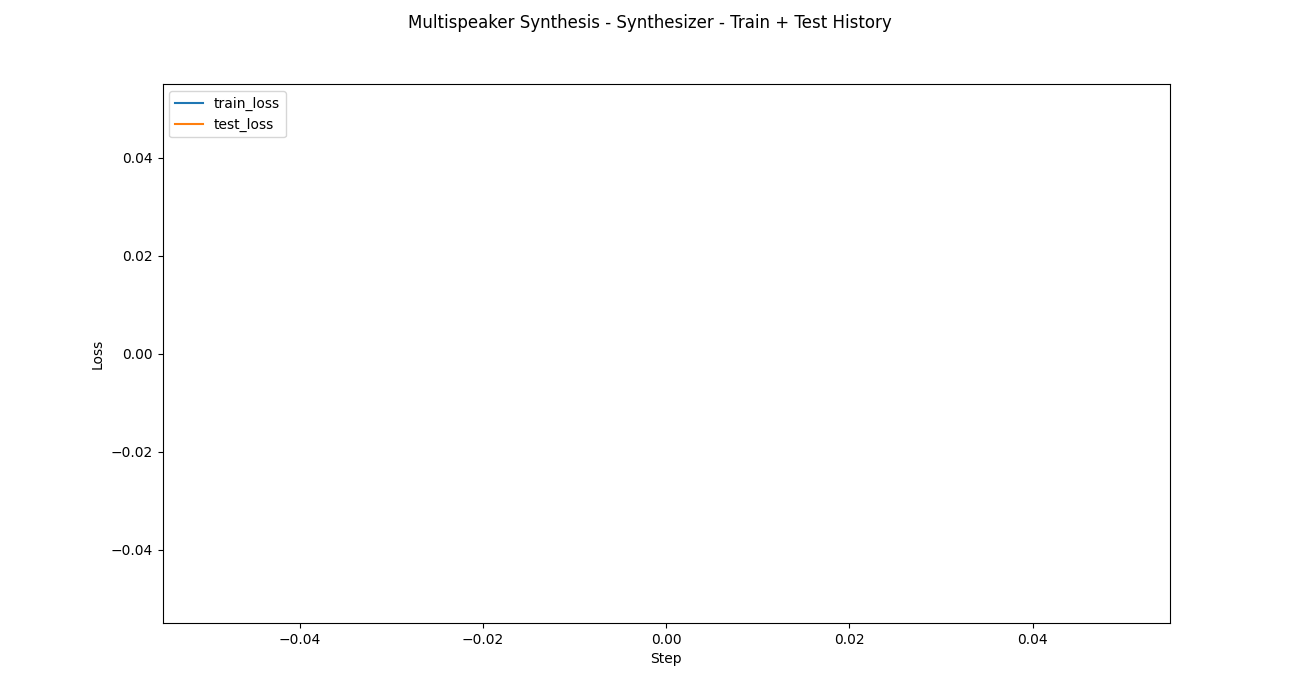 Multispeaker Synthesis - Synthesizer - Train + Test History
train_loss
test_loss
0.04
0.02
0.00
−0.02
−0.04
Loss
−0.04
−0.02
0.00
0.02
0.04
Step